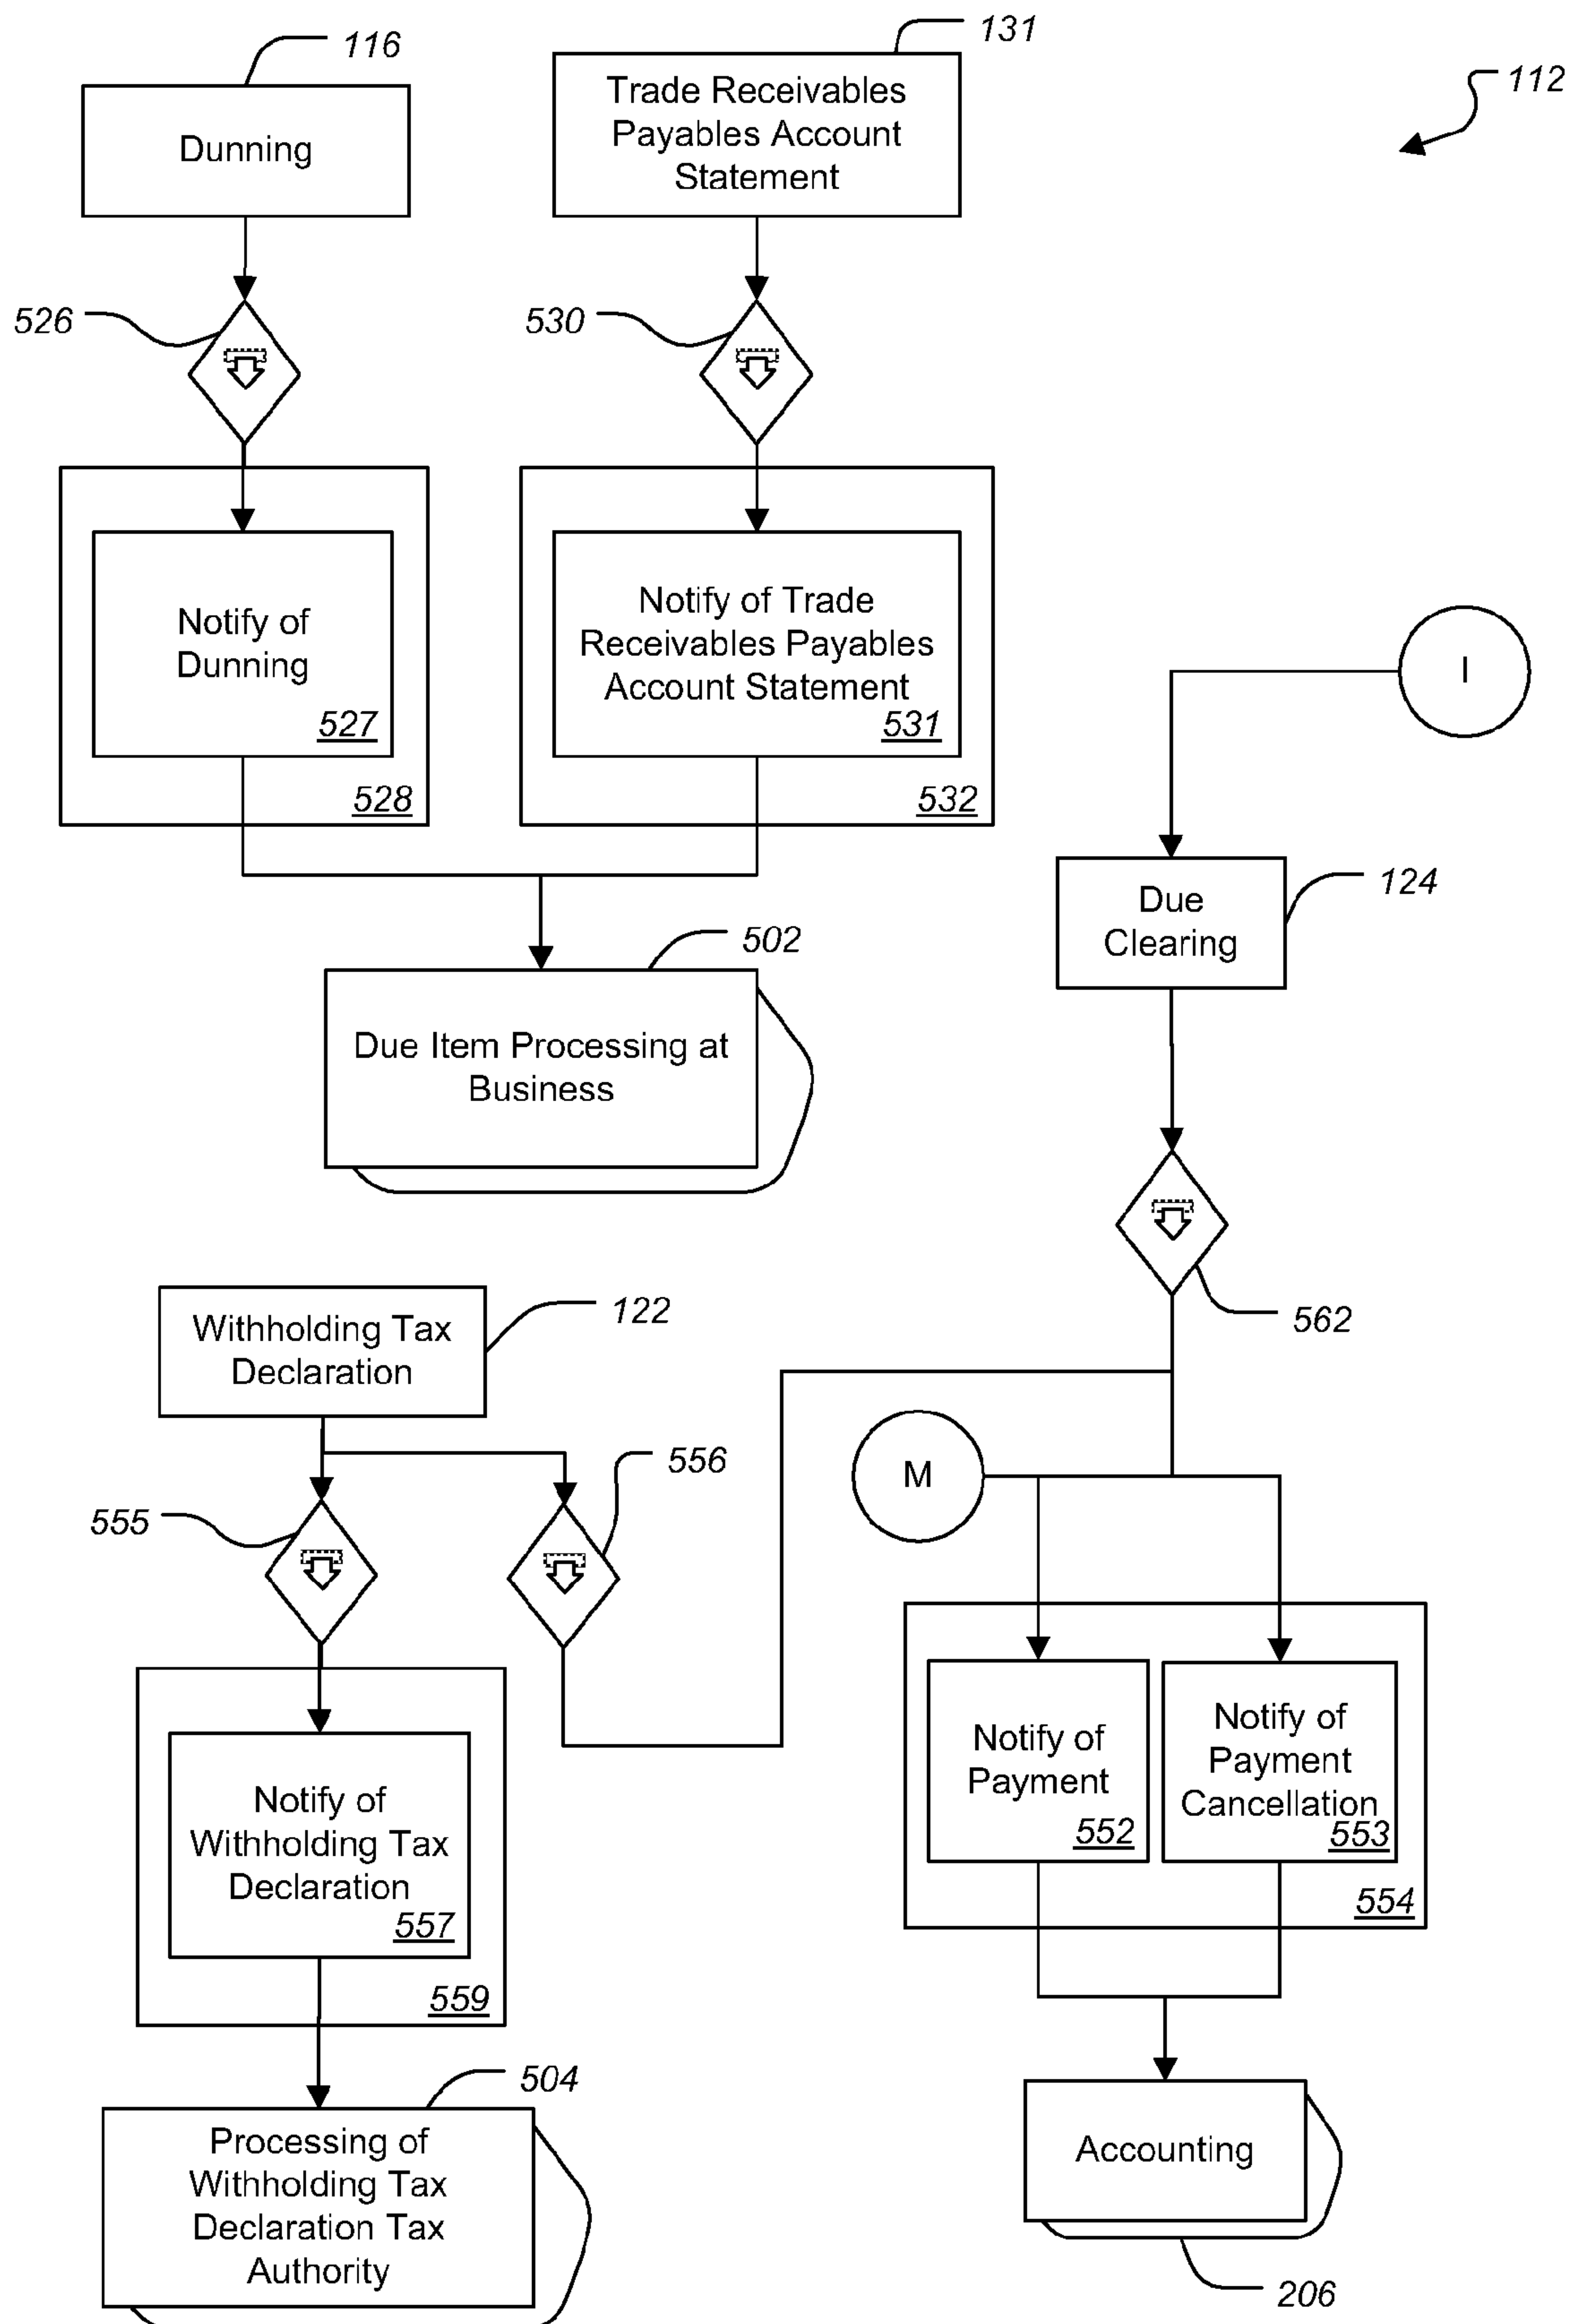 116
131
112
Dunning
Trade Receivables
Payables Account
Statement
526
530
Notify of
Dunning
527
528
Notify of Trade
Receivables Payables
Account Statement
531
532
I
Due
Clearing
124
502
Due Item Processing at
Business
562
Withholding Tax
Declaration
122
555
556
M
Notify of
Withholding Tax
Declaration
557
559
Notify of
Payment
552
Notify of
Payment
Cancellation
553
554
504
Processing of
Withholding Tax
Declaration Tax
Authority
Accounting
206